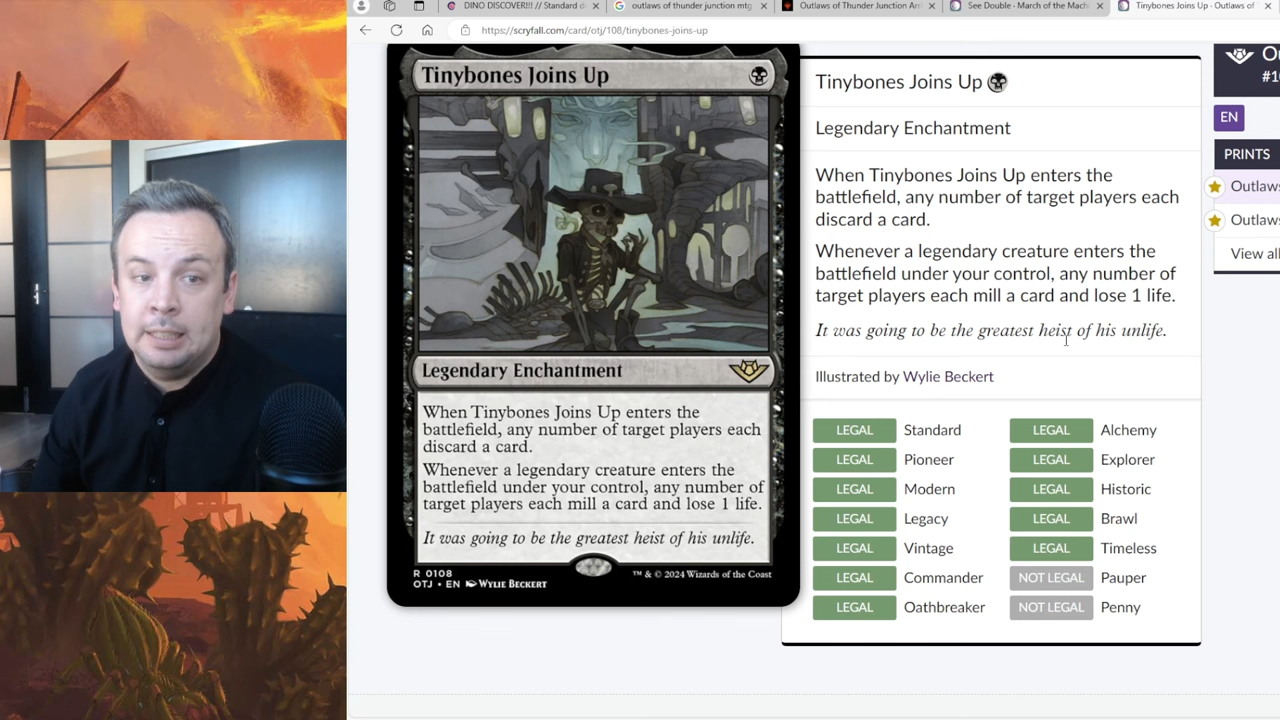 DINO DISCOVER!!! // Standard d
outlaws of thunder junction mtg
Outlaws of Thunder Junction Art
See Double - March of the Mach
Tinybones Joins Up - Outlaws of
https://scryfall.com/card/otj/108/tinybones-joins-up
Tinybones Joins Up
Legendary Enchantment
When Tinybones Joins Up enters the
battlefield, any number of target players each
discard a card.
Whenever a legendary creature enters the
battlefield under your control, any number of
target players each mill a card and lose 1 life.
It was going to be the greatest heist of his unlife.
R 0108
OTJ • EN WYLIE BECKERT
™ & © 2024 Wizards of the Coast
Tinybones Joins Up
Legendary Enchantment
When Tinybones Joins Up enters the
battlefield, any number of target players each
discard a card.
Whenever a legendary creature enters the
battlefield under your control, any number of
target players each mill a card and lose 1 life.
It was going to be the greatest heist of his unlife.
Illustrated by Wylie Beckert
LEGAL Standard LEGAL Alchemy
LEGAL Pioneer LEGAL Explorer
LEGAL Modern LEGAL Historic
LEGAL Legacy LEGAL Brawl
LEGAL Vintage LEGAL Timeless
LEGAL Commander NOT LEGAL Pauper
LEGAL Oathbreaker NOT LEGAL Penny
Ou
#10
EN
PRINTS
Outlaws
Outlaws
View all